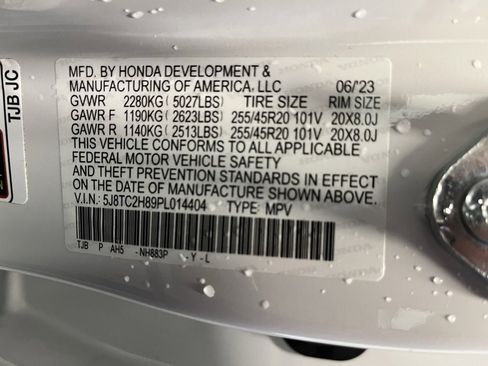 TJB JC
MFD. BY HONDA DEVELOPMENT &
MANUFACTURING OF AMERICA, LLC 06/'23
GVWR 2280KG(5027LBS) TIRE SIZE RIM SIZE
GAWR F 1190KG(2623LBS) 255/45R20 101V 20X8.0J
GAWR R 1140KG(2513LBS) 255/45R20 101V 20X8.0J
THIS VEHICLE CONFORMS TO ALL APPLICABLE
FEDERAL MOTOR VEHICLE SAFETY
AND THEFT PREVENTION STANDARDS IN EFFECT
ON THE DATE OF MANUFACTURE SHOWN ABOVE.
V.I.N.: 5J8TC2H89PL014404 TYPE: MPV
TJB P AH5 -NH883P -Y-L